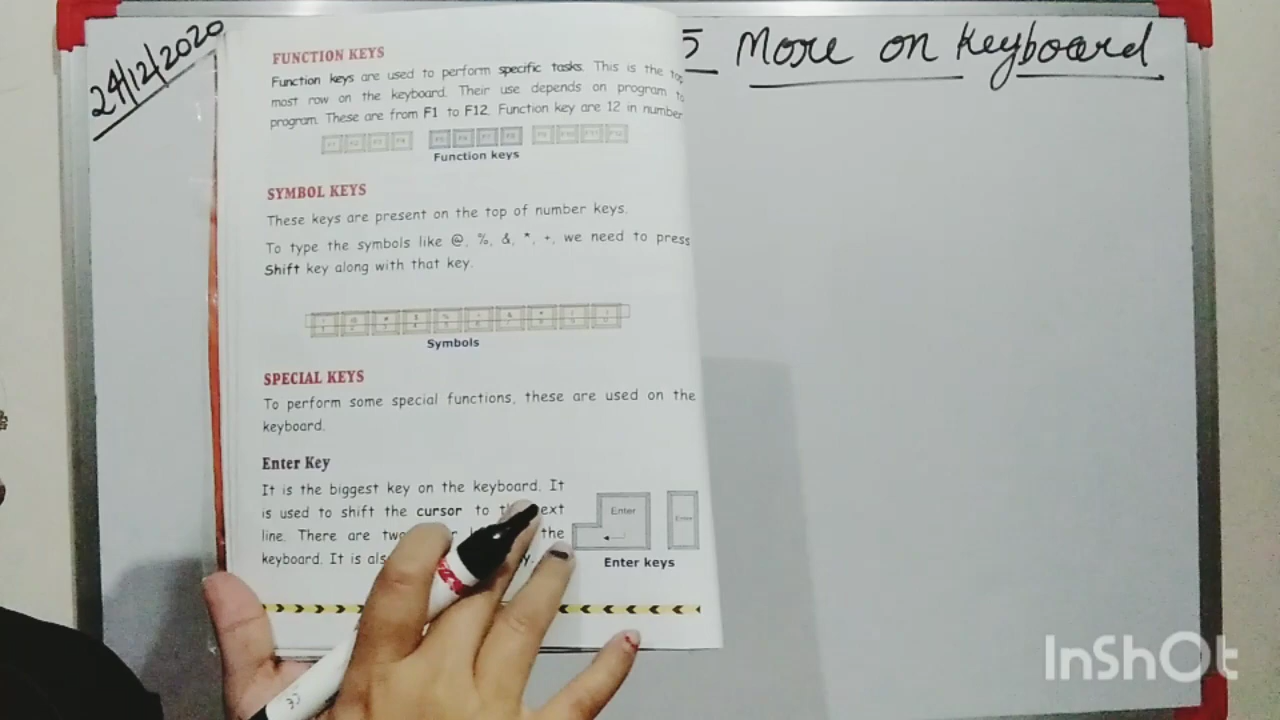 24/12/2020
5 More on Keyboard
FUNCTION KEYS
Function keys are used to perform specific tasks. This is the top
most row on the keyboard. Their use depends on program to
program. These are from F1 to F12. Function key are 12 in number
Function keys
SYMBOL KEYS
These keys are present on the top of number keys.
To type the symbols like @, %, &, *, +, we need to press
Shift key along with that key.
Symbols
SPECIAL KEYS
To perform some special functions, these are used on the
keyboard.
Enter Key
It is the biggest key on the keyboard. It
is used to shift the cursor to the next
line. There are two the
keyboard. It is
Enter
Enter
Enter keys
InShOt